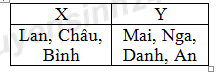 X Y
Lan, Châu, Mai, Nga,
Bình Danh, An